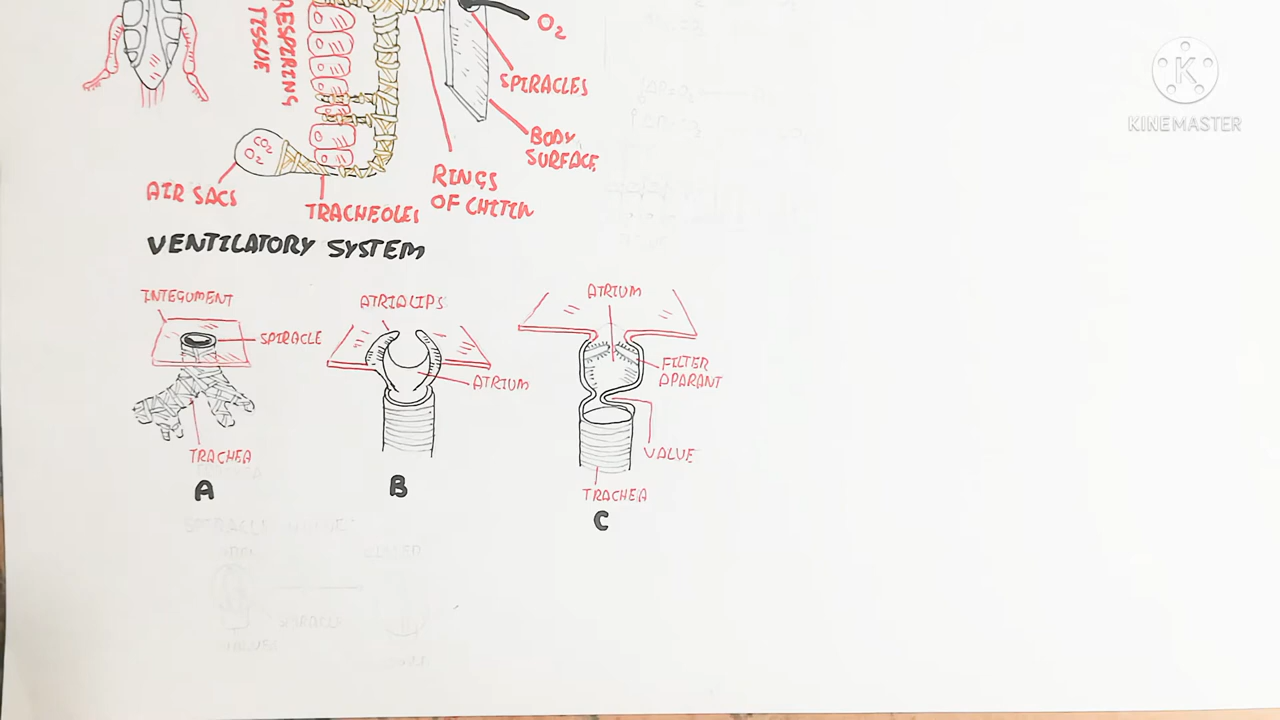 RESPIRING
TISSUE
O₂
SPIRACLES
BODY
SURFACE
CO₂
O₂
AIR SACS
TRACHEOLES
RINGS
OF CHITIN
VENTILATORY SYSTEM
INTEGUMENT
SPIRACLE
TRACHEA
A
ATRIALIPS
ATRIUM
B
ATRIUM
FILTER
APARANT
VALUE
TRACHEA
C
K
KINEMASTER